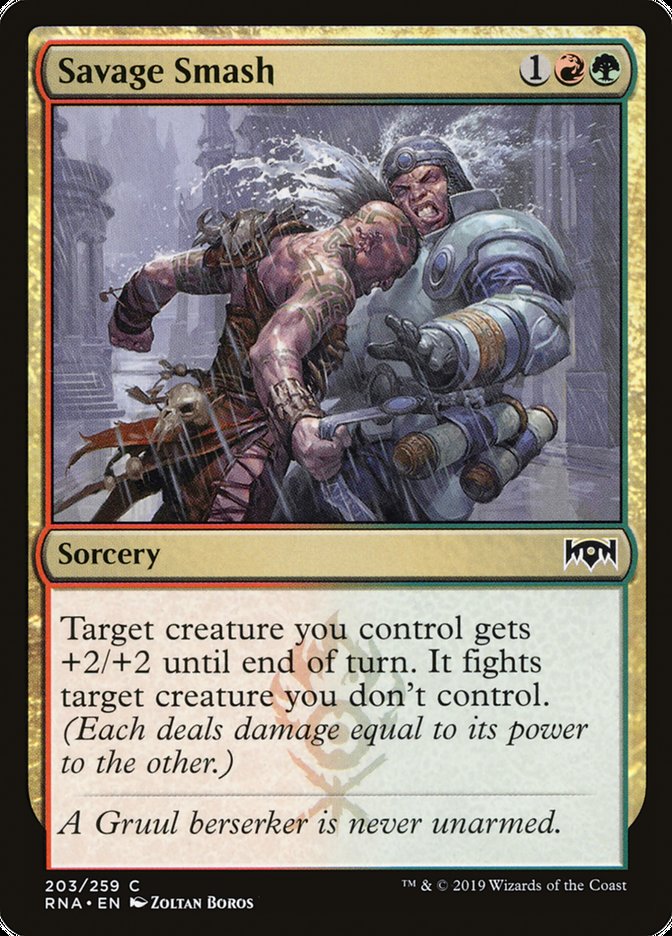 Savage Smash 1
Sorcery
Target creature you control gets
+2/+2 until end of turn. It fights
target creature you don't control.
(Each deals damage equal to its power
to the other.)
A Gruul berserker is never unarmed.
203/259 C
™ & © 2019 Wizards of the Coast
RNA • EN Zoltan Boros